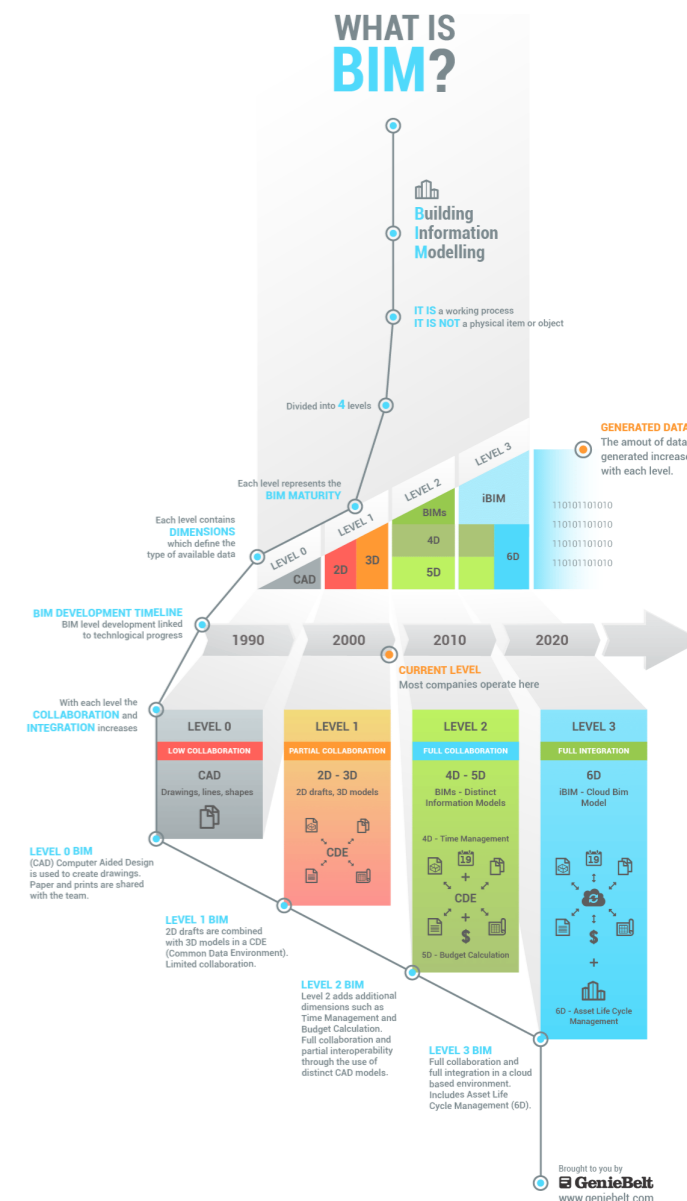 WHAT IS
BIM?
Building
Information
Modelling
IT IS a working process
IT IS NOT a physical item or object
Divided into 4 levels
GENERATED DATA
The amout of data
generated increase
with each level.
Each level represents the
BIM MATURITY
Each level contains
DIMENSIONS
which define the
type of available data
LEVEL 0
LEVEL 1
LEVEL 2
LEVEL 3
CAD
2D
3D
BIMs
4D
5D
iBIM
6D
110101101010
110101101010
110101101010
110101101010
BIM DEVELOPMENT TIMELINE
BIM level development linked
to technlogical progress
1990
2000
2010
2020
CURRENT LEVEL
Most companies operate here
With each level the
COLLABORATION and
INTEGRATION increases
LEVEL 0
LOW COLLABORATION
CAD
Drawings, lines, shapes
LEVEL 1
PARTIAL COLLABORATION
2D - 3D
2D drafts, 3D models
CDE
LEVEL 2
FULL COLLABORATION
4D - 5D
BIMs - Distinct
Information Models
4D - Time Management
19
+
CDE
+
$
5D - Budget Calculation
LEVEL 3
FULL INTEGRATION
6D
iBIM - Cloud Bim
Model
19
$
+
6D - Asset Life Cycle
Management
LEVEL 0 BIM
(CAD) Computer Aided Design
is used to create drawings.
Paper and prints are shared
with the team.
LEVEL 1 BIM
2D drafts are combined
with 3D models in a CDE
(Common Data Environment).
Limited collaboration.
LEVEL 2 BIM
Level 2 adds additional
dimensions such as
Time Management and
Budget Calculation.
Full collaboration and
partial interoperability
through the use of
distinct CAD models.
LEVEL 3 BIM
Full collaboration and
full integration in a cloud
based environment.
Includes Asset Life
Cycle Management (6D).
Brought to you by
GenieBelt
www.geniebelt.com